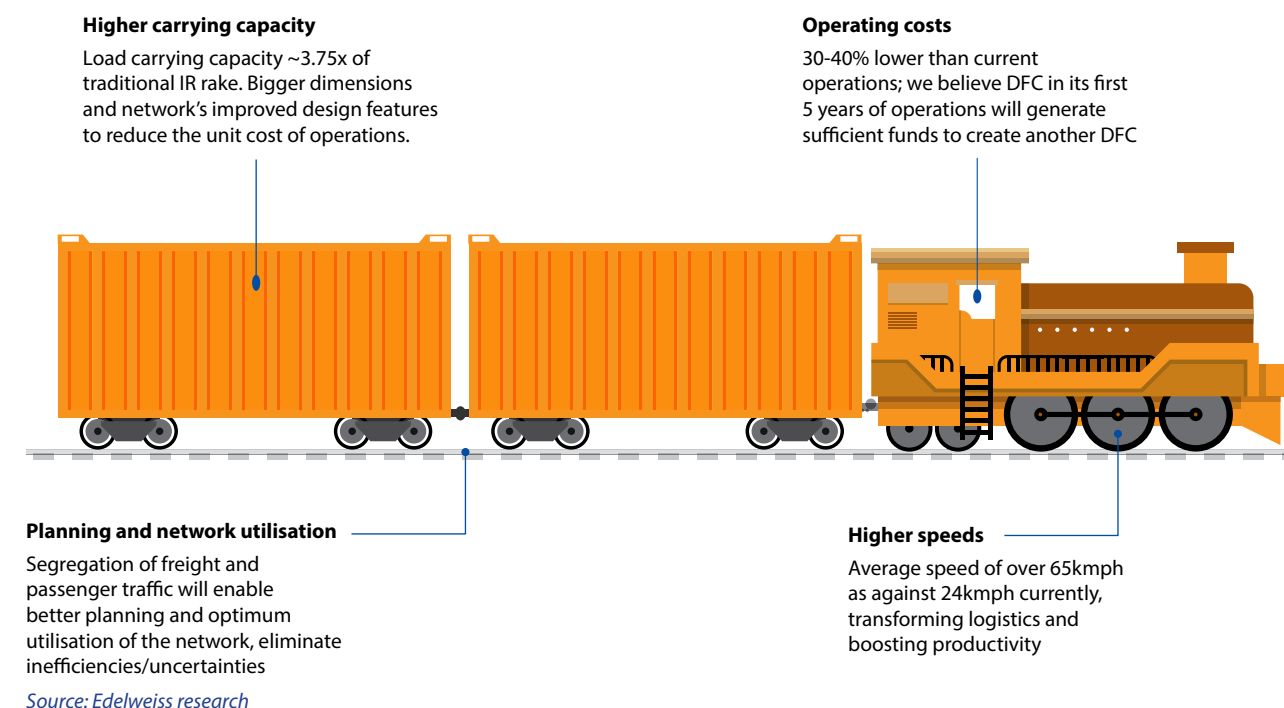 Higher carrying capacity
Load carrying capacity ~3.75x of
traditional IR rake. Bigger dimensions
and network's improved design features
to reduce the unit cost of operations.
Operating costs
30-40% lower than current
operations; we believe DFC in its first
5 years of operations will generate
sufficient funds to create another DFC
Planning and network utilisation
Segregation of freight and
passenger traffic will enable
better planning and optimum
utilisation of the network, eliminate
inefficiencies/uncertainties
Higher speeds
Average speed of over 65kmph
as against 24kmph currently,
transforming logistics and
boosting productivity
Source: Edelweiss research